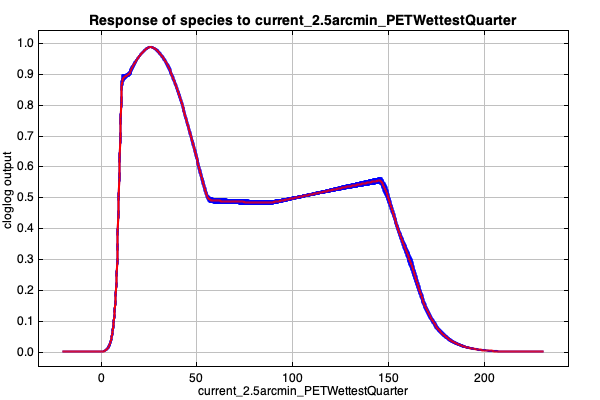 Response of species to current_2.5arcmin_PETWettestQuarter
cloglog output
1.0
0.9
0.8
0.7
0.6
0.5
0.4
0.3
0.2
0.1
0.0
0 50 100 150 200
current_2.5arcmin_PETWettestQuarter